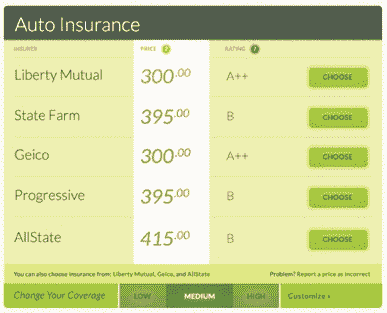 Auto Insurance
INSURER PRICE ? RATING ?
Liberty Mutual 300.00 A++ CHOOSE
State Farm 395.00 B CHOOSE
Geico 300.00 A++ CHOOSE
Progressive 395.00 B CHOOSE
AllState 415.00 B CHOOSE
You can also choose insurance from: Liberty Mutual, Geico, and AllState Problem? Report a price as incorrect
Change Your Coverage LOW MEDIUM HIGH Customize ›